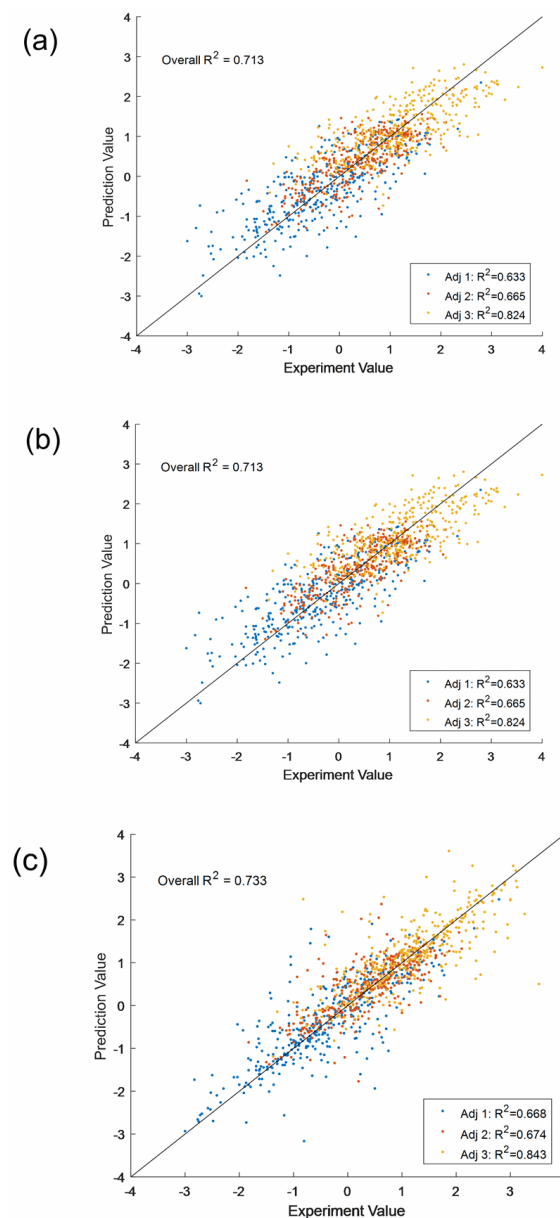 (a)
Overall R² = 0.713
4
3
2
1
0
-1
-2
-3
-4
Prediction Value
Adj 1: R²=0.633
Adj 2: R²=0.665
Adj 3: R²=0.824
-4 -3 -2 -1 0 1 2 3 4
Experiment Value
(b)
Overall R² = 0.713
4
3
2
1
0
-1
-2
-3
-4
Prediction Value
Adj 1: R²=0.633
Adj 2: R²=0.665
Adj 3: R²=0.824
-4 -3 -2 -1 0 1 2 3 4
Experiment Value
(c)
Overall R² = 0.733
4
3
2
1
0
-1
-2
-3
-4
Prediction Value
Adj 1: R²=0.668
Adj 2: R²=0.674
Adj 3: R²=0.843
-4 -3 -2 -1 0 1 2 3
Experiment Value